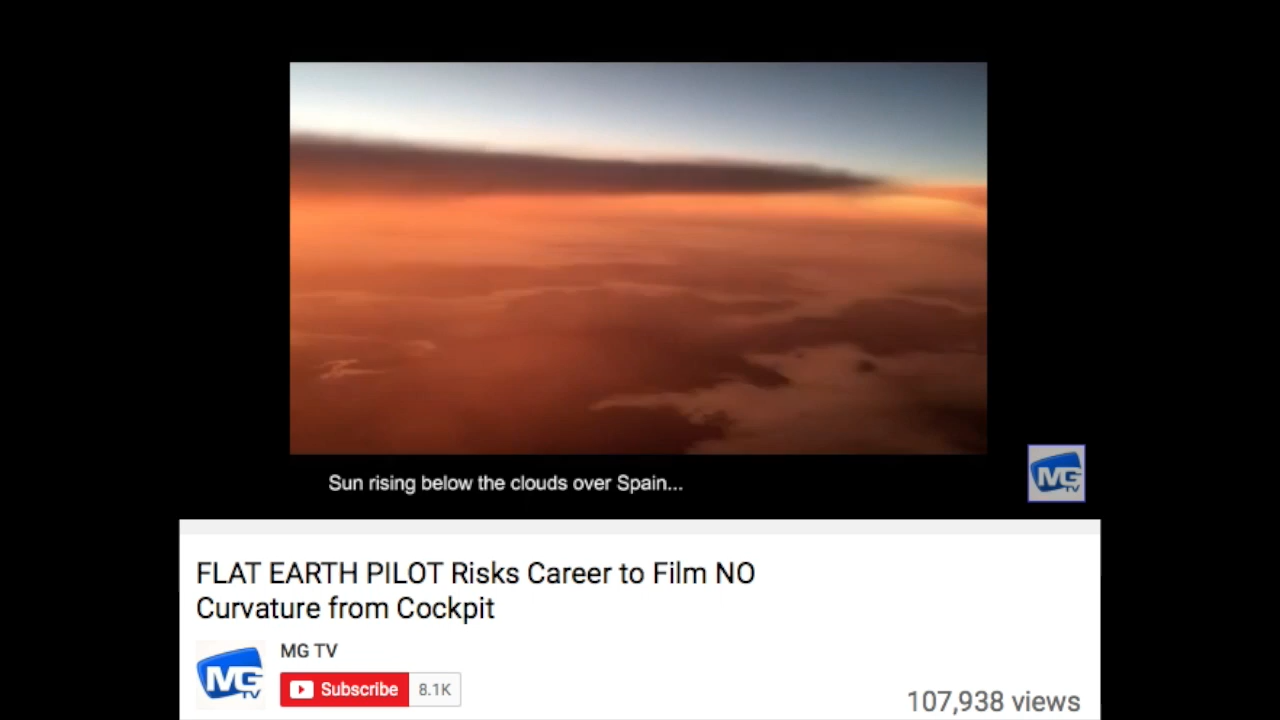 Sun rising below the clouds over Spain...
MG
TV
FLAT EARTH PILOT Risks Career to Film NO
Curvature from Cockpit
MG TV
MG
TV
Subscribe 8.1K
107,938 views